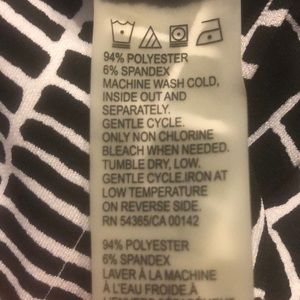 94% POLYESTER
6% SPANDEX
MACHINE WASH COLD,
INSIDE OUT AND
SEPARATELY.
GENTLE CYCLE.
ONLY NON CHLORINE
BLEACH WHEN NEEDED.
TUMBLE DRY, LOW,
GENTLE CYCLE.IRON AT
LOW TEMPERATURE
ON REVERSE SIDE.
RN 54365/CA 00142
94% POLYESTER
6% SPANDEX
LAVER À LA MACHINE
À L'EAU FROIDE À